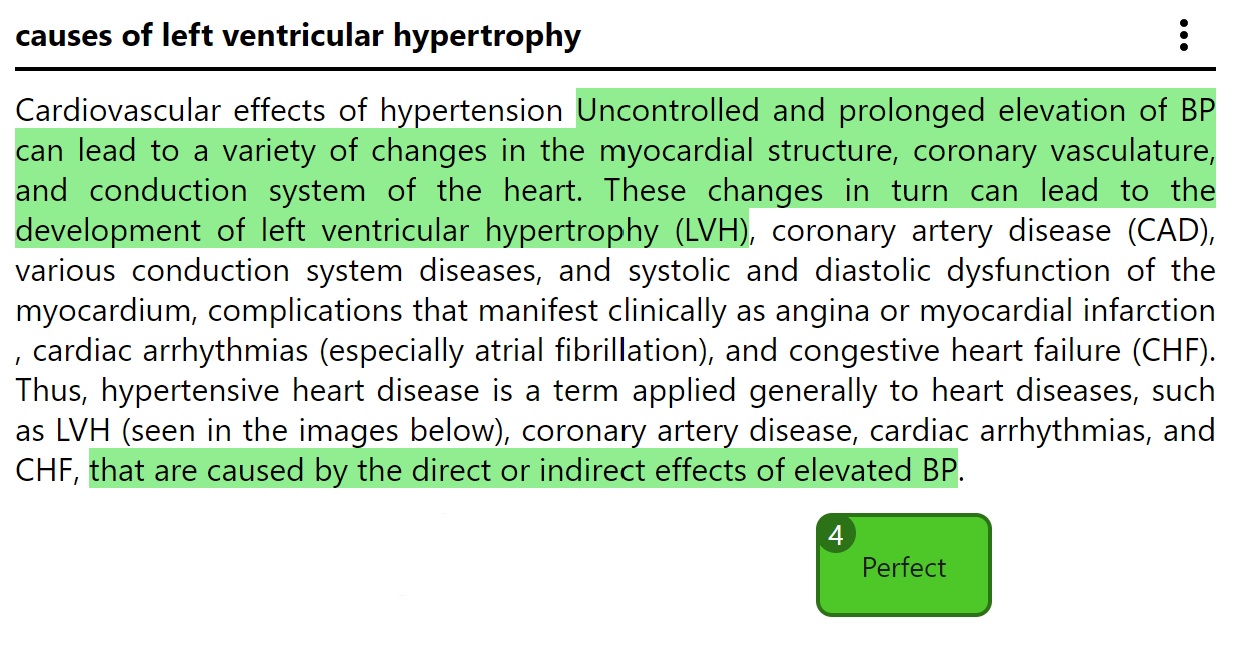 causes of left ventricular hypertrophy
Cardiovascular effects of hypertension Uncontrolled and prolonged elevation of BP
can lead to a variety of changes in the myocardial structure, coronary vasculature,
and conduction system of the heart. These changes in turn can lead to the
development of left ventricular hypertrophy (LVH), coronary artery disease (CAD),
various conduction system diseases, and systolic and diastolic dysfunction of the
myocardium, complications that manifest clinically as angina or myocardial infarction
, cardiac arrhythmias (especially atrial fibrillation), and congestive heart failure (CHF).
Thus, hypertensive heart disease is a term applied generally to heart diseases, such
as LVH (seen in the images below), coronary artery disease, cardiac arrhythmias, and
CHF, that are caused by the direct or indirect effects of elevated BP.
4
Perfect